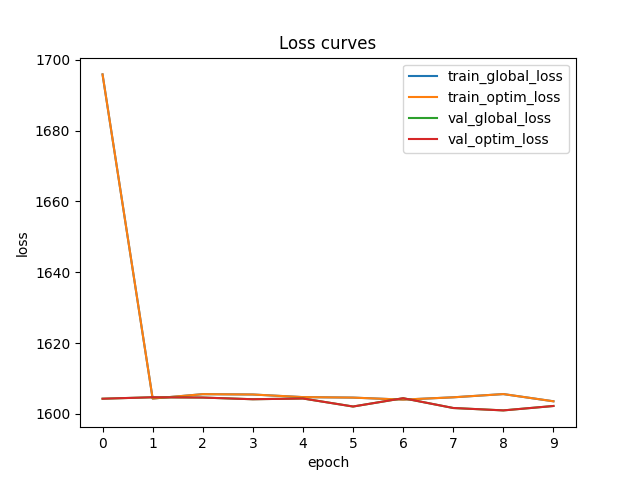 Loss curves
1700
1680
1660
1640
1620
1600
loss
train_global_loss
train_optim_loss
val_global_loss
val_optim_loss
0 1 2 3 4 5 6 7 8 9
epoch